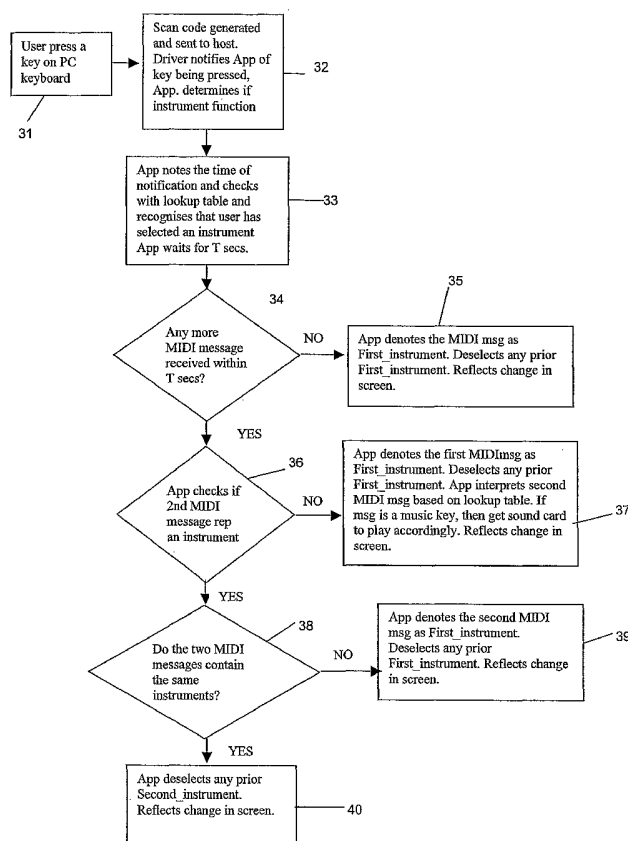 User press a
key on PC
keyboard
31
Scan code generated
and sent to host.
Driver notifies App of
key being pressed,
App. determines if
instrument function
32
App notes the time of
notification and checks
with lookup table and
recognises that user has
selected an instrument
App waits for T secs.
33
34
Any more
MIDI message
received within
T secs?
NO
35
App denotes the MIDI msg as
First_instrument. Deselects any prior
First_instrument. Reflects change in
screen.
YES
36
App checks if
2nd MIDI
message rep
an instrument
NO
App denotes the first MIDImsg as
First_instrument. Deselects any prior
First_instrument. App interprets second
MIDI msg based on lookup table. If
msg is a music key, then get sound card
to play accordingly. Reflects change in
screen.
37
YES
38
Do the two MIDI
messages contain
the same
instruments?
NO
App denotes the second MIDI
msg as First_instrument.
Deselects any prior
First_instrument. Reflects change
in screen.
39
YES
App deselects any prior
Second_instrument.
Reflects change in screen.
40